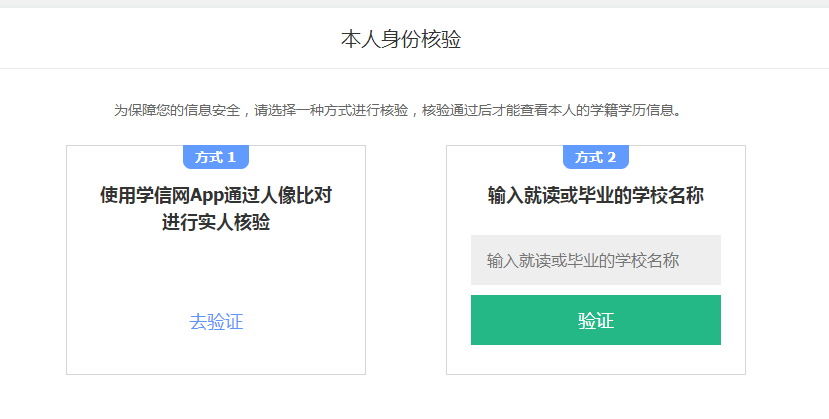 本人身份核验
为保障您的信息安全，请选择一种方式进行核验，核验通过后才能查看本人的学籍学历信息。
方式 1
使用学信网App通过人像比对
进行实人核验
去验证
方式 2
输入就读或毕业的学校名称
输入就读或毕业的学校名称
验证